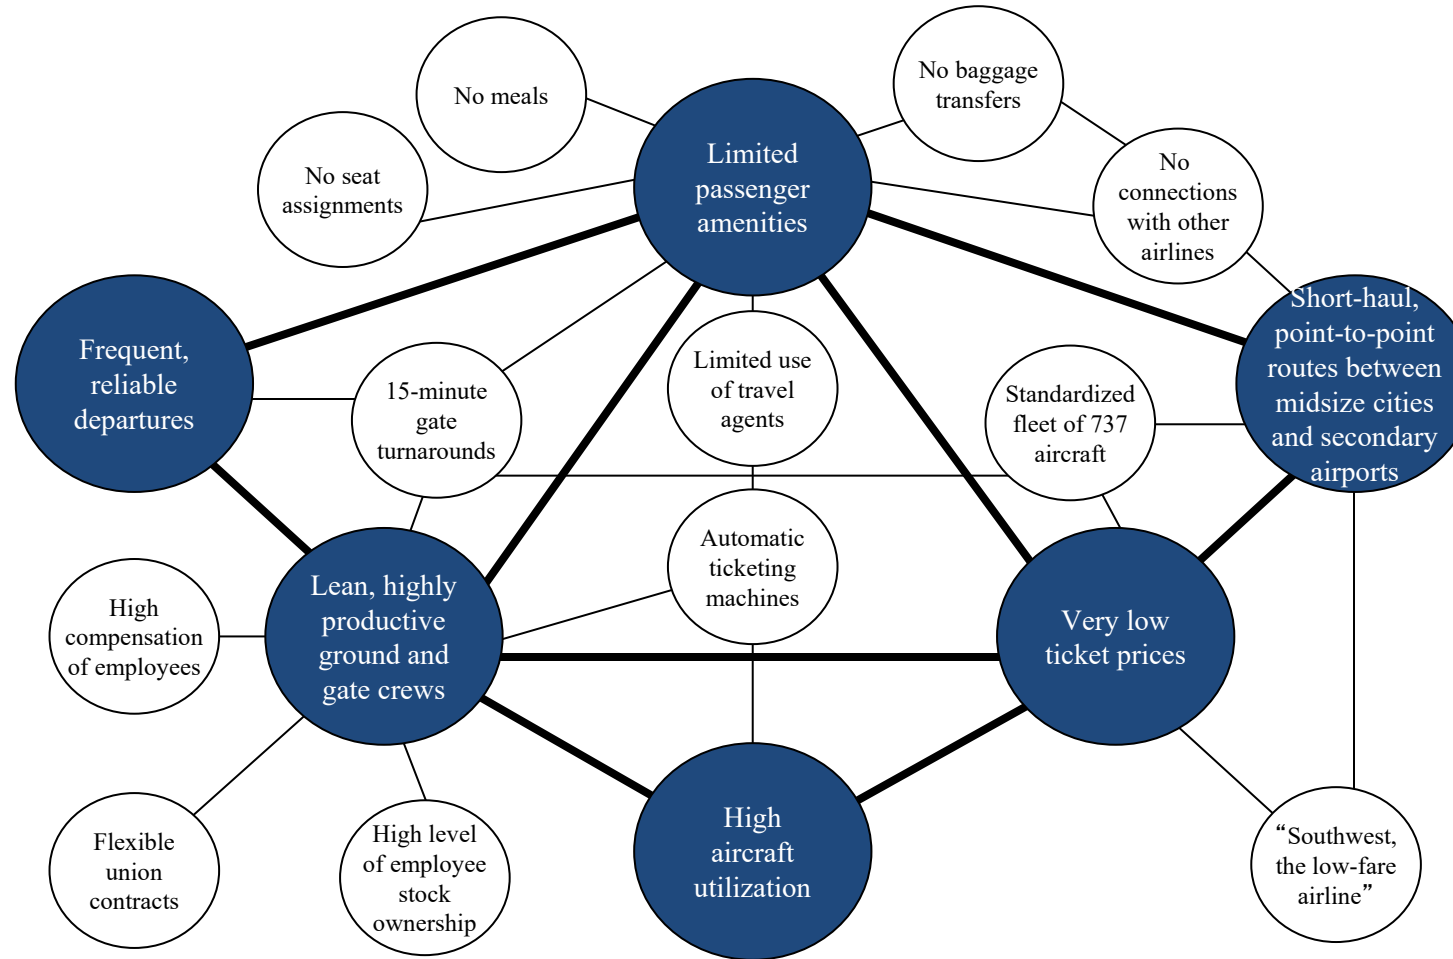 No meals
No baggage
transfers
Limited
passenger
amenities
No seat
assignments
No
connections
with other
airlines
Frequent,
reliable
departures
15-minute
gate
turnarounds
Limited use
of travel
agents
Standardized
fleet of 737
aircraft
Short-haul,
point-to-point
routes between
midsize cities
and secondary
airports
High
compensation
of employees
Lean, highly
productive
ground and
gate crews
Automatic
ticketing
machines
Very low
ticket prices
Flexible
union
contracts
High level
of employee
stock
ownership
High
aircraft
utilization
“Southwest,
the low-fare
airline”